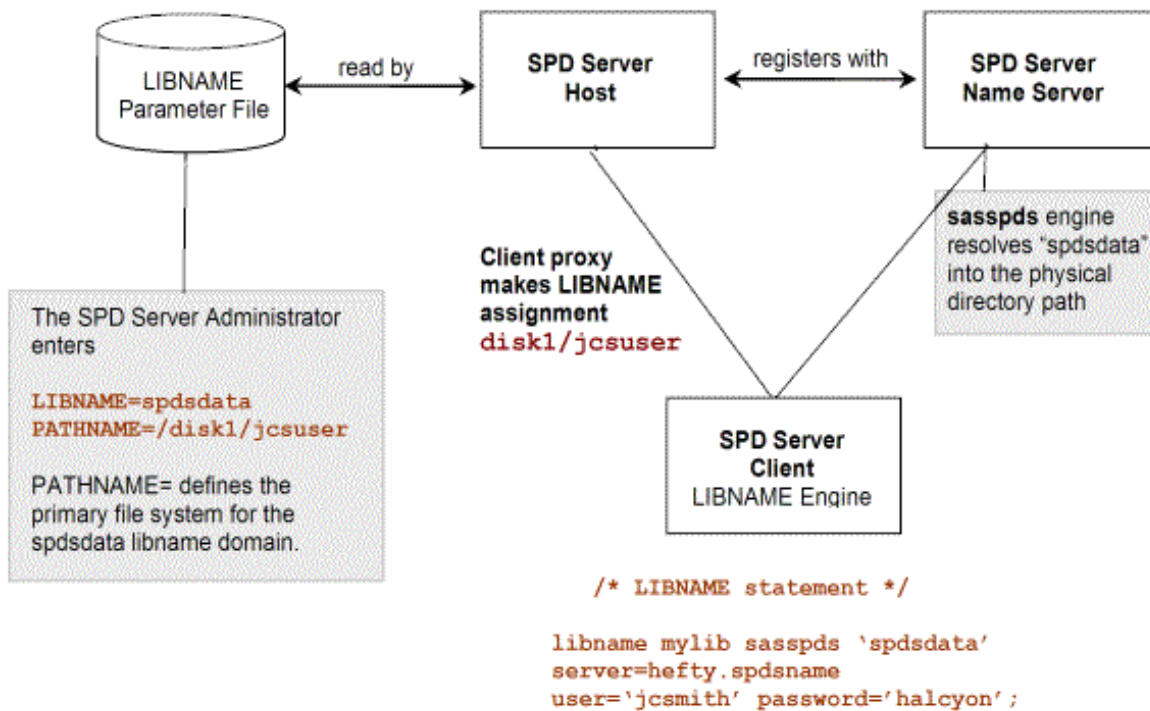 LIBNAME
Parameter File
read by
SPD Server
Host
registers with
SPD Server
Name Server
sasspds engine
resolves “spdsdata”
into the physical
directory path
Client proxy
makes LIBNAME
assignment
disk1/jcsuser
The SPD Server Administrator
enters
LIBNAME=spdsdata
PATHNAME=/disk1/jcsuser
PATHNAME= defines the
primary file system for the
spdsdata libname domain.
SPD Server
Client
LIBNAME Engine
/* LIBNAME statement */
libname mylib sasspds ‘spdsdata’
server=hefty.spdsname
user=‘jcsmith’ password=’halcyon’;